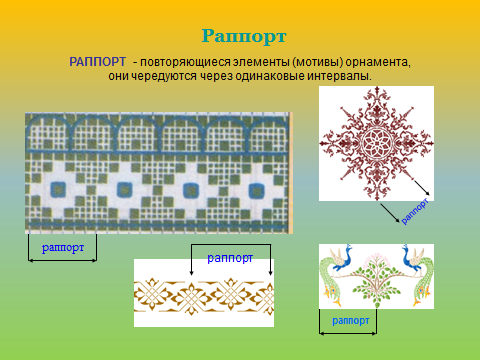 Раппорт
РАППОРТ - повторяющиеся элементы (мотивы) орнамента,
они чередуются через одинаковые интервалы.
раппорт
раппорт
раппорт
раппорт